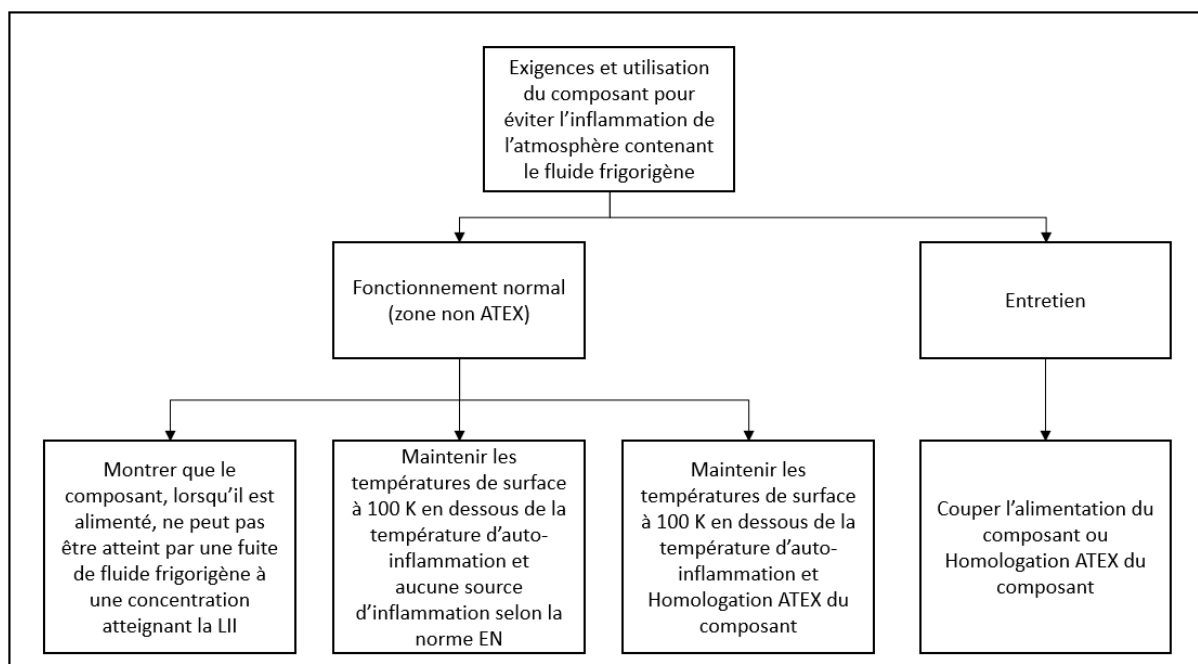 Exigences et utilisation
du composant pour
éviter l'inflammation de
l'atmosphère contenant
le fluide frigorigène
Fonctionnement normal
(zone non ATEX)
Entretien
Montrer que le
composant, lorsqu'il est
alimenté, ne peut pas
être atteint par une fuite
de fluide frigorigène à
une concentration
atteignant la LII
Maintenir les
températures de surface
à 100 K en dessous de la
température d'auto-
inflammation et
aucune source
d'inflammation selon la
norme EN
Maintenir les
températures de surface
à 100 K en dessous de la
température d'auto-
inflammation et
Homologation ATEX du
composant
Couper l'alimentation du
composant ou
Homologation ATEX du
composant